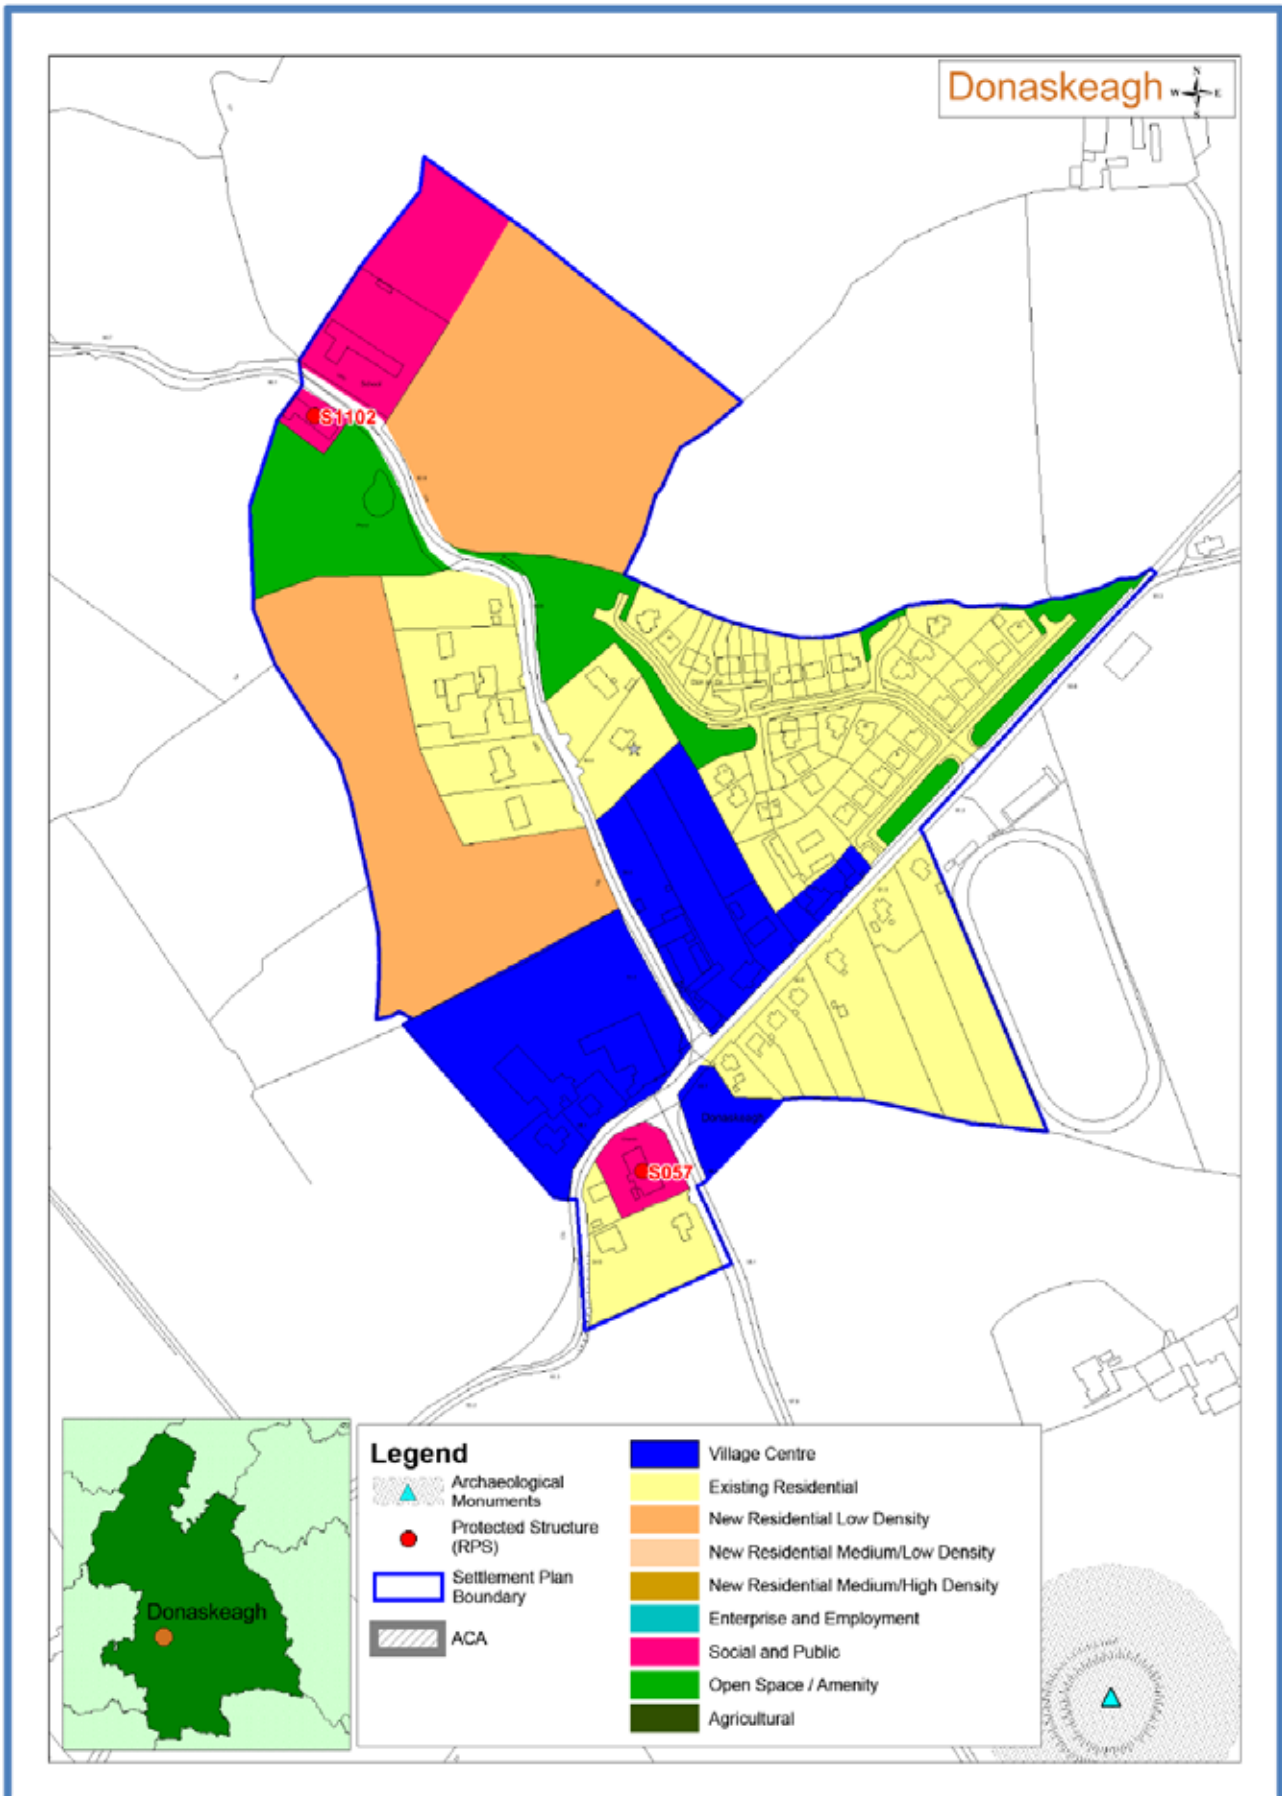 Donaskeagh
S
W E
S
School
S1102
Donaskeagh
S057
Legend
Archaeological
Monuments
Protected Structure
(RPS)
Settlement Plan
Boundary
ACA
Village Centre
Existing Residential
New Residential Low Density
New Residential Medium/Low Density
New Residential Medium/High Density
Enterprise and Employment
Social and Public
Open Space / Amenity
Agricultural
Donaskeagh